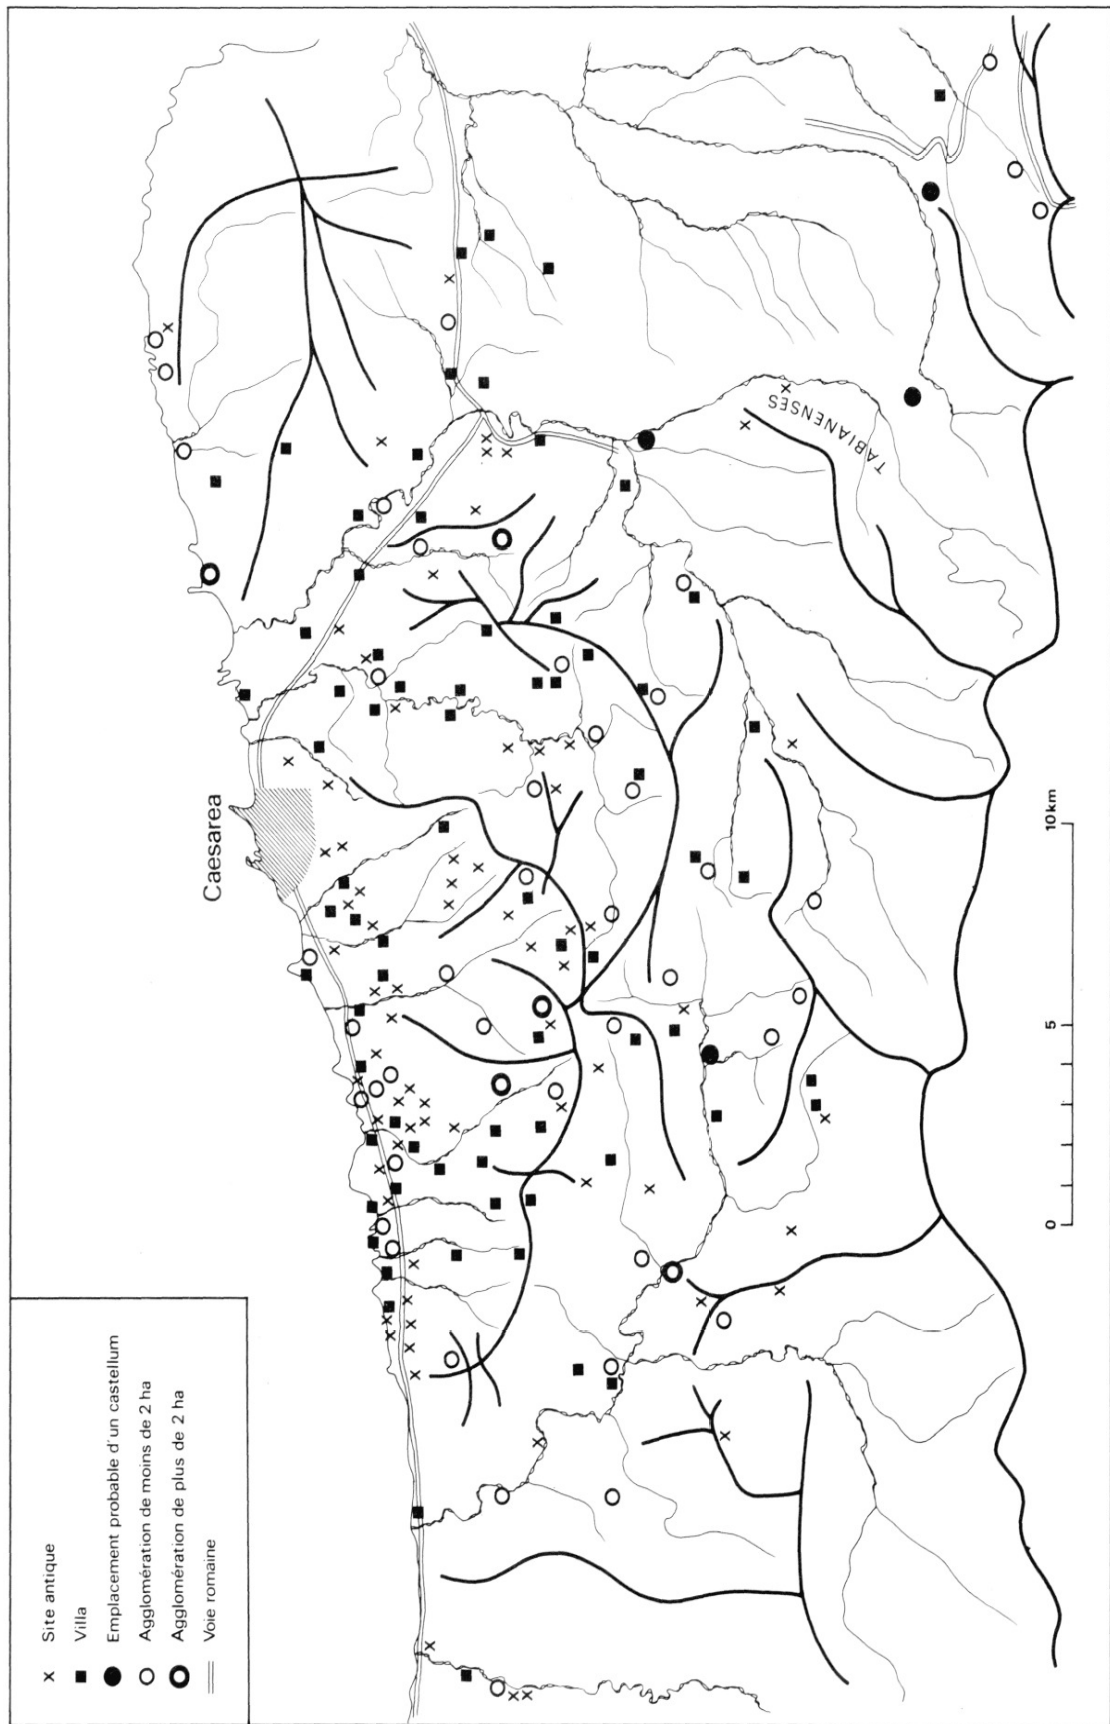 Caesarea
TABIANENSES
x Site antique
■ Villa
● Emplacement probable d'un castellum
○ Agglomération de moins de 2 ha
O Agglomération de plus de 2 ha
Voie romaine
0 5 10 km